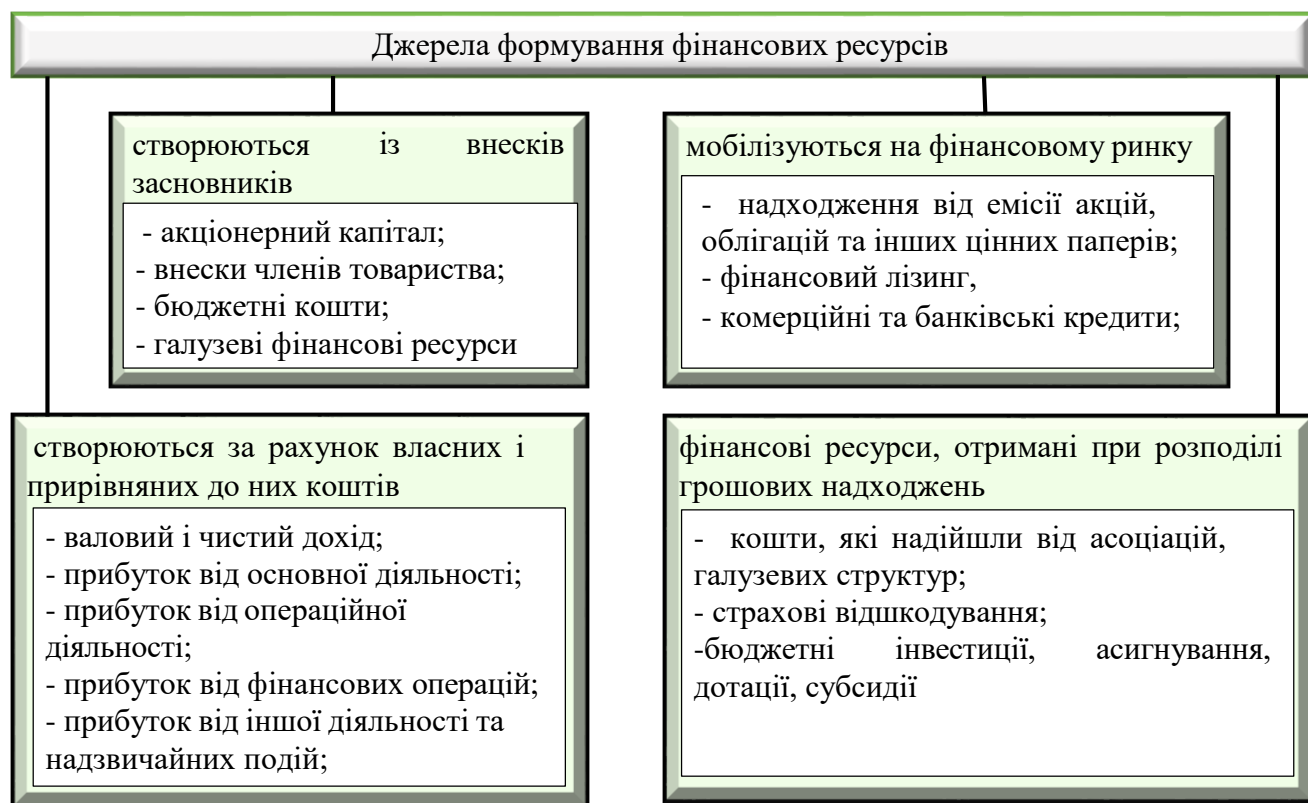 Джерела формування фінансових ресурсів
створюються із внесків
засновників
- акціонерний капітал;
- внески членів товариства;
- бюджетні кошти;
- галузеві фінансові ресурси
мобілізуються на фінансовому ринку
- надходження від емісії акцій,
облігацій та інших цінних паперів;
- фінансовий лізинг,
- комерційні та банківські кредити;
створюються за рахунок власних і
прирівняних до них коштів
- валовий і чистий дохід;
- прибуток від основної діяльності;
- прибуток від операційної
діяльності;
- прибуток від фінансових операцій;
- прибуток від іншої діяльності та
надзвичайних подій;
фінансові ресурси, отримані при розподілі
грошових надходжень
- кошти, які надійшли від асоціацій,
галузевих структур;
- страхові відшкодування;
-бюджетні інвестиції, асигнування,
дотації, субсидії